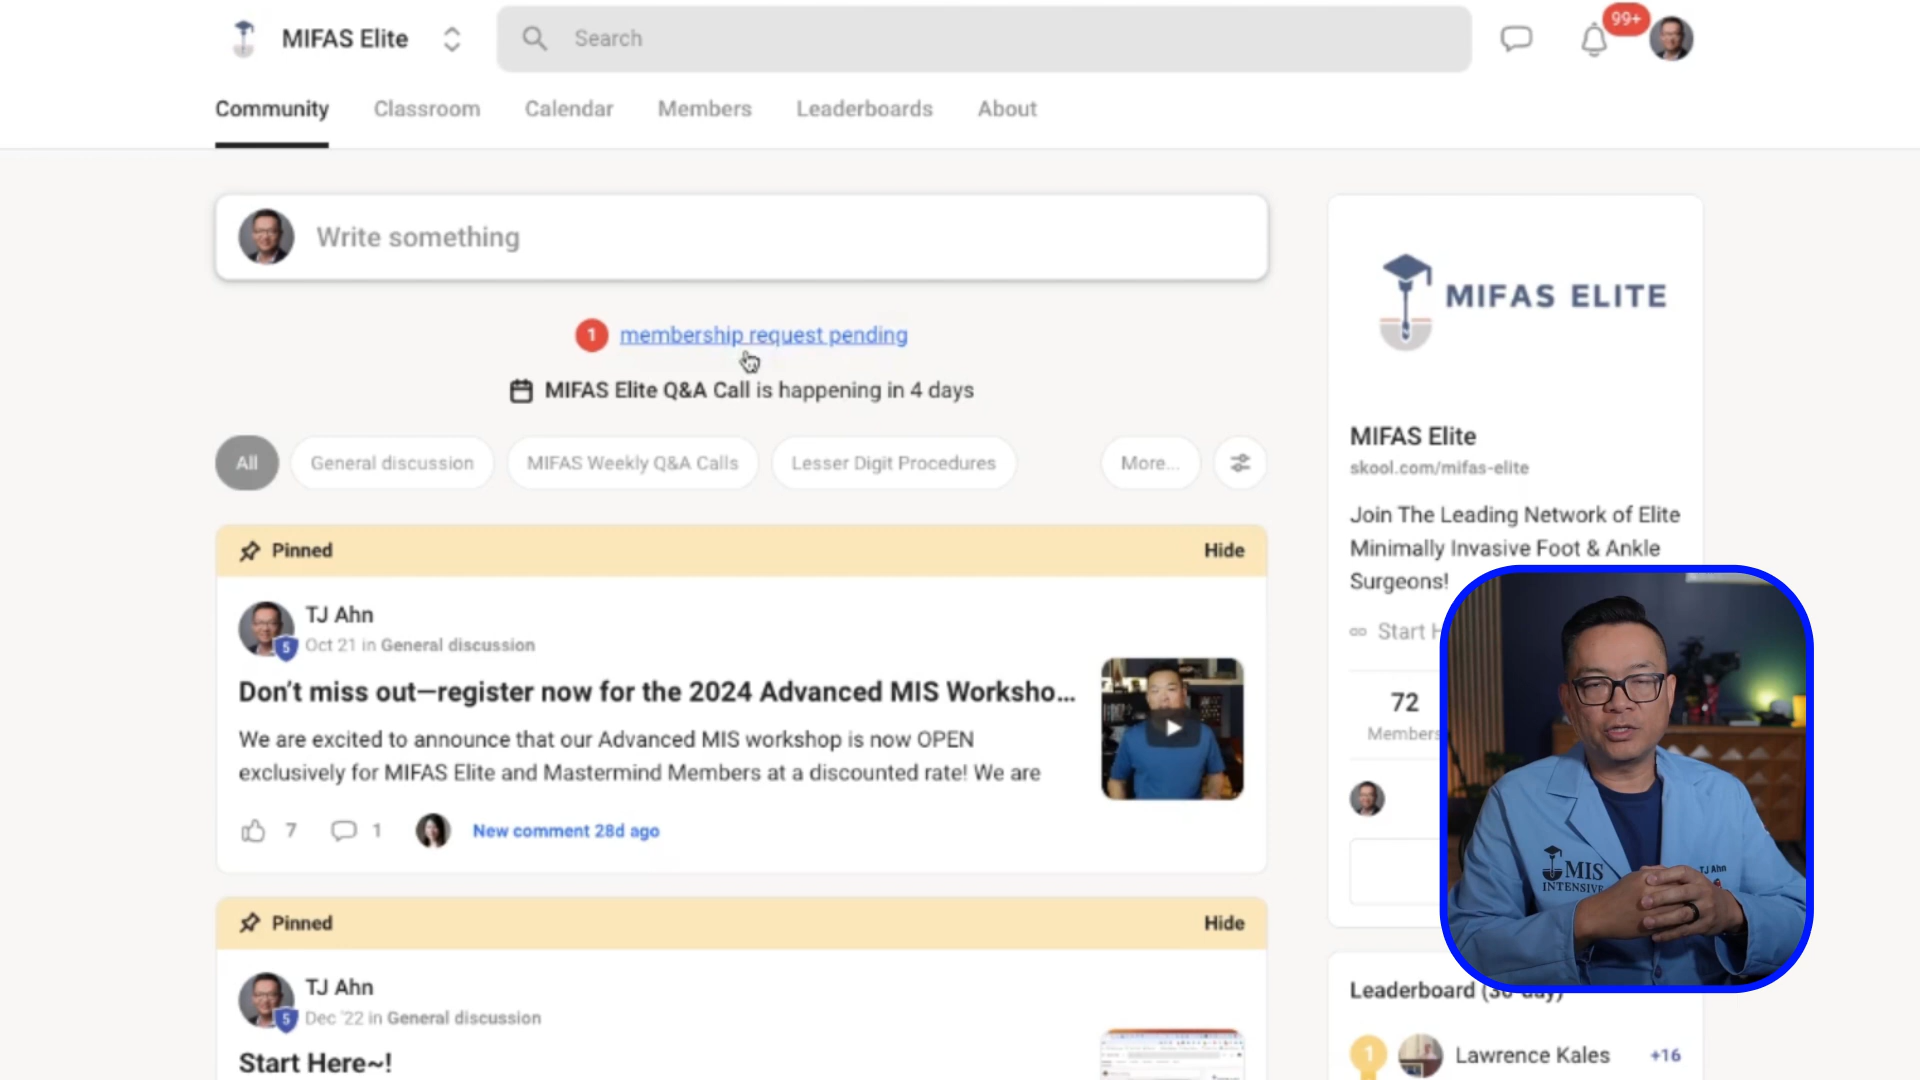 MIFAS Elite
Search
99+
Community Classroom Calendar Members Leaderboards About
Write something
1 membership request pending
MIFAS Elite Q&A Call is happening in 4 days
All General discussion MIFAS Weekly Q&A Calls Lesser Digit Procedures More...
Pinned Hide
TJ Ahn
5 Oct 21 in General discussion
Don't miss out—register now for the 2024 Advanced MIS Worksho...
We are excited to announce that our Advanced MIS workshop is now OPEN
exclusively for MIFAS Elite and Mastermind Members at a discounted rate! We are
7 1 New comment 28d ago
Pinned Hide
TJ Ahn
5 Dec '22 in General discussion
Start Here~!
MIFAS ELITE
MIFAS Elite
skool.com/mifas-elite
Join The Leading Network of Elite
Minimally Invasive Foot & Ankle
Surgeons!
Start
72
Members
MIS
INTENSIVE
TJ Ahn
Leaderboard (30-day)
1 Lawrence Kales +16